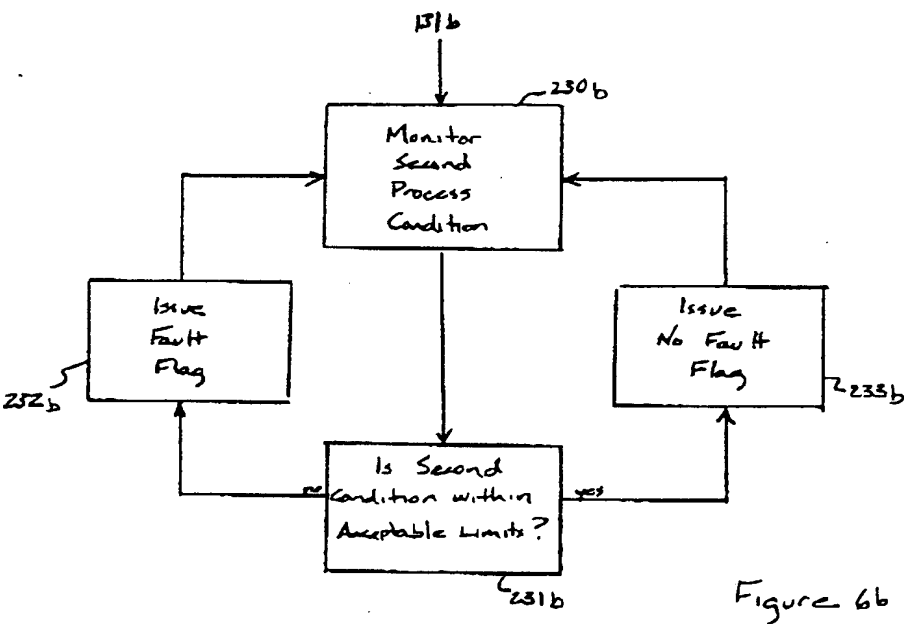 131b
230b
Monitor
Second
Process
Condition
Issue
Fault
Flag
232b
Issue
No Fault
Flag
233b
no
Is Second
Condition within
Acceptable Limits?
yes
231b
Figure 6b